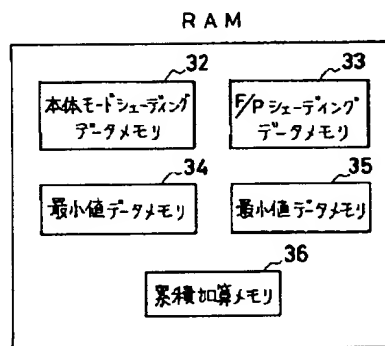 RAM
32
本体モードシェーディング
データメモリ
33
F/Pシェーディング
データメモリ
34
最小値データメモリ
35
最小値データメモリ
36
累積加算メモリ